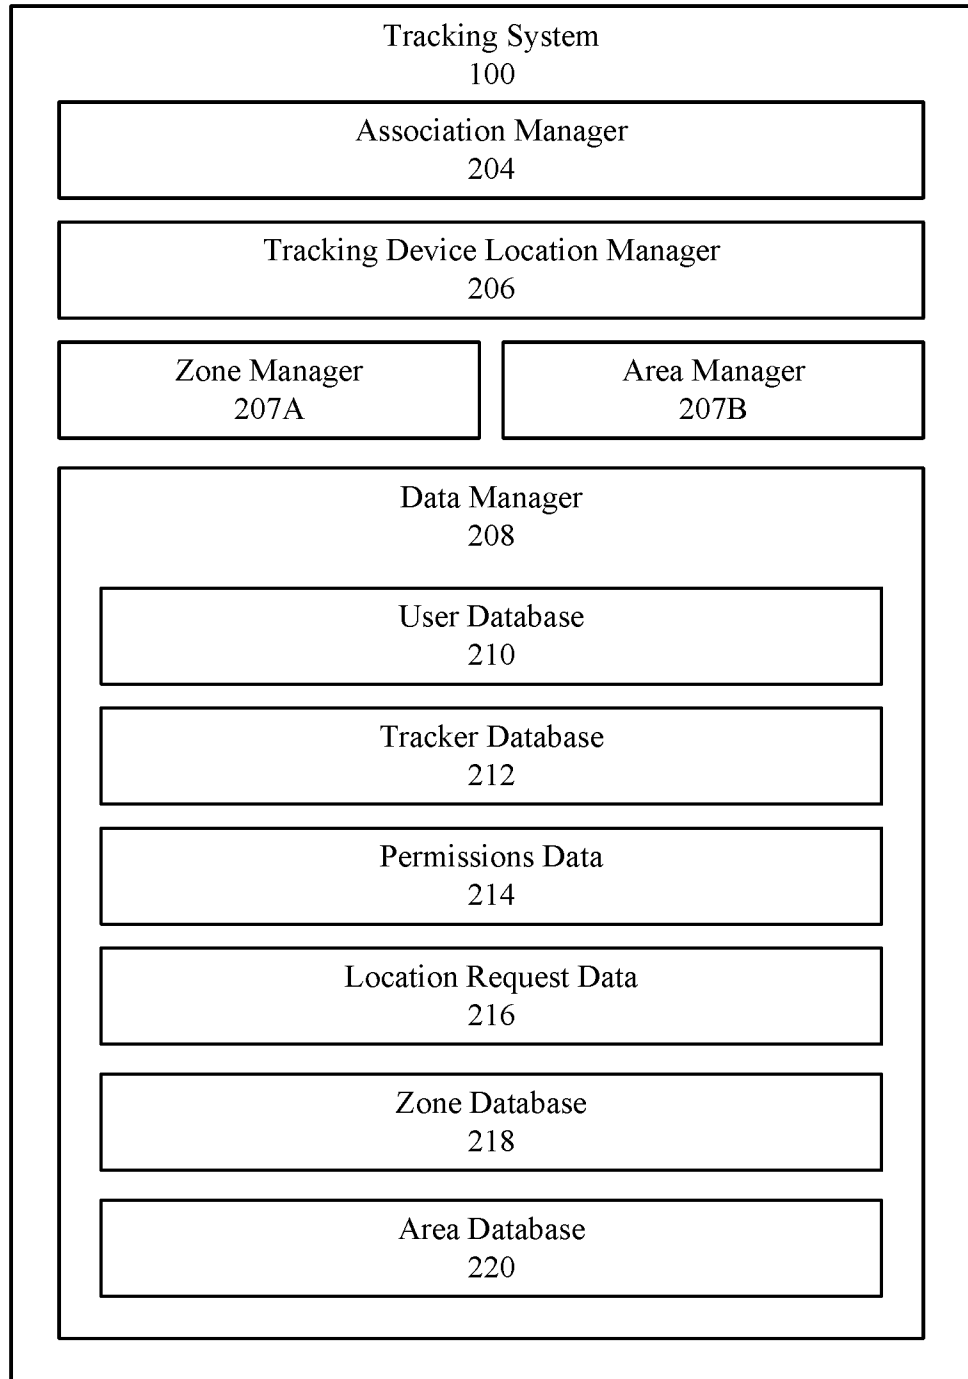 Tracking System
100
Association Manager
204
Tracking Device Location Manager
206
Zone Manager
207A
Area Manager
207B
Data Manager
208
User Database
210
Tracker Database
212
Permissions Data
214
Location Request Data
216
Zone Database
218
Area Database
220